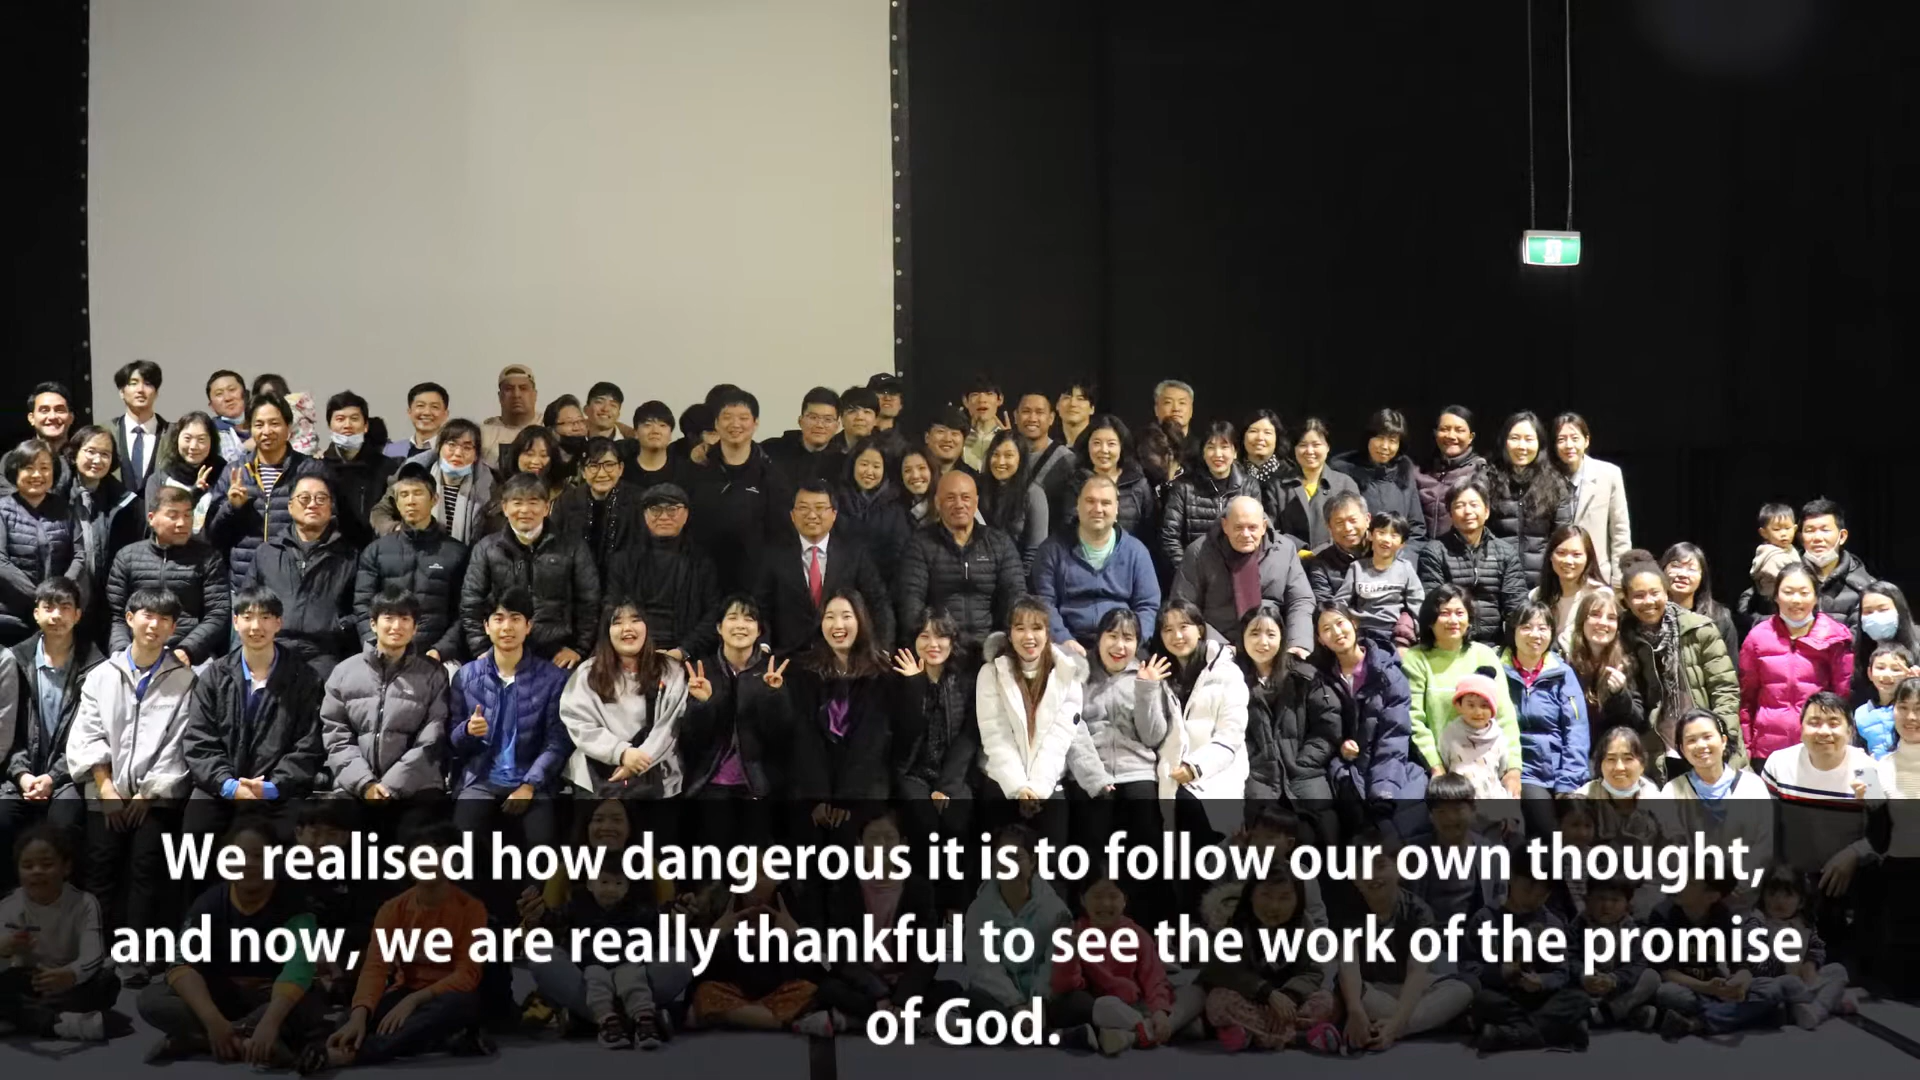 We realised how dangerous it is to follow our own thought,
and now, we are really thankful to see the work of the promise
of God.